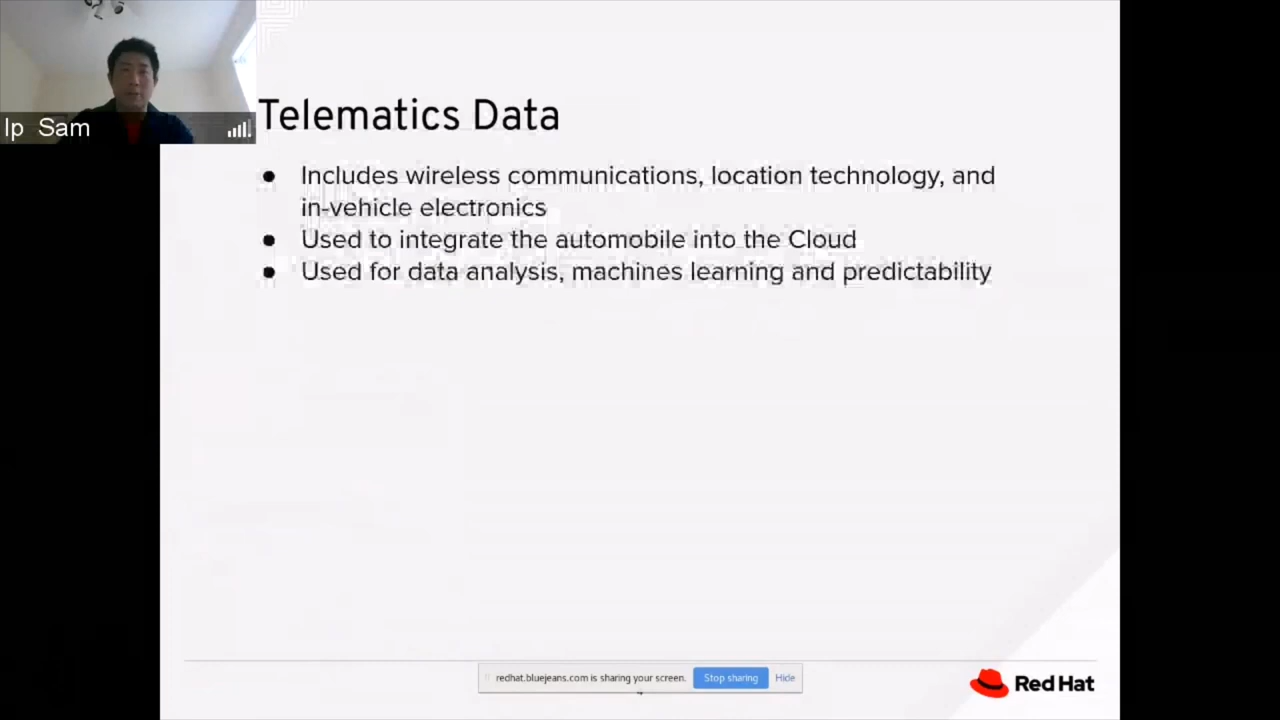 Ip Sam
Telematics Data
● Includes wireless communications, location technology, and
in-vehicle electronics
● Used to integrate the automobile into the Cloud
● Used for data analysis, machines learning and predictability
redhat.bluejeans.com is sharing your screen. Stop sharing Hide
Red Hat